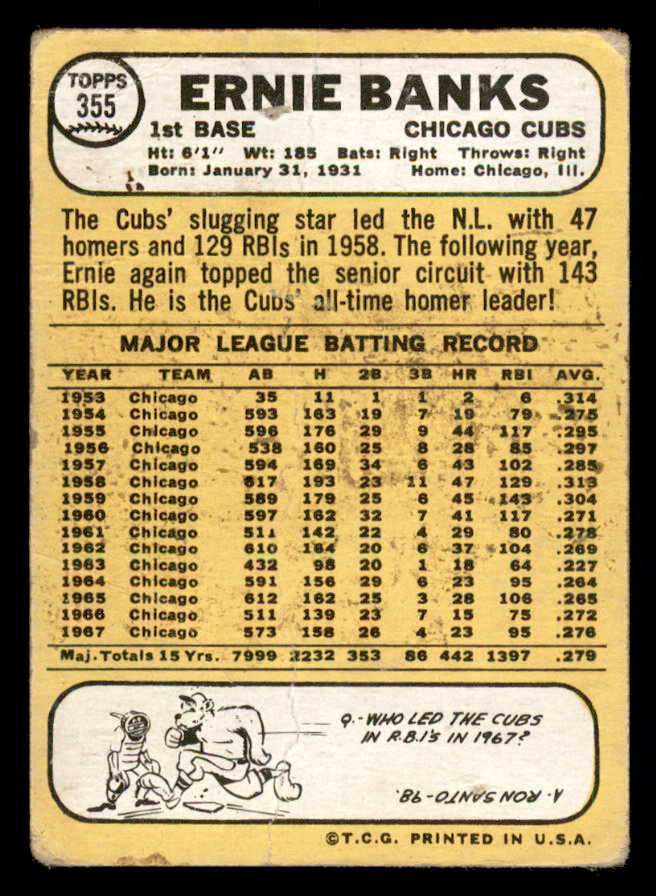 TOPPS
355
ERNIE BANKS
1st BASE CHICAGO CUBS
Ht: 6'1" Wt: 185 Bats: Right Throws: Right
Born: January 31, 1931 Home: Chicago, Ill.
The Cubs' slugging star led the N.L. with 47
homers and 129 RBIs in 1958. The following year,
Ernie again topped the senior circuit with 143
RBIs. He is the Cubs' all-time homer leader!
MAJOR LEAGUE BATTING RECORD
YEAR TEAM AB H 2B 3B HR RBI AVG.
1953 Chicago 35 11 1 1 2 6 .314
1954 Chicago 593 163 19 7 19 79 .275
1955 Chicago 596 176 29 9 44 117 .295
1956 Chicago 538 160 25 8 28 85 .297
1957 Chicago 594 169 34 6 43 102 .285
1958 Chicago 617 193 23 11 47 129 .313
1959 Chicago 589 179 25 6 45 143 .304
1960 Chicago 597 162 32 7 41 117 .271
1961 Chicago 511 142 22 4 29 80 .278
1962 Chicago 610 164 20 6 37 104 .269
1963 Chicago 432 98 20 1 18 64 .227
1964 Chicago 591 156 29 6 23 95 .264
1965 Chicago 612 162 25 3 28 106 .265
1966 Chicago 511 139 23 7 15 75 .272
1967 Chicago 573 158 26 4 23 95 .276
Maj. Totals 15 Yrs. 7999 2232 353 86 442 1397 .279
Q.-WHO LED THE CUBS
IN R.B.I'S IN 1967?
A. RON SANTO-98.
©T.C.G. PRINTED IN U.S.A.